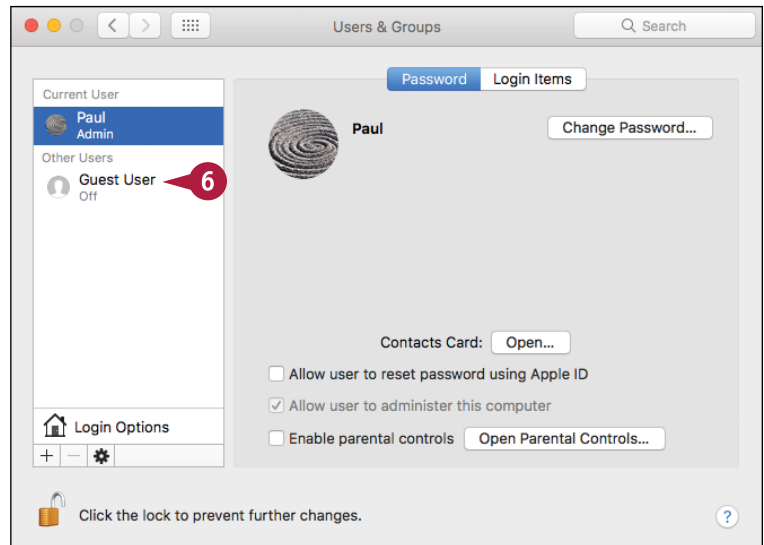 Users & Groups
Search
Password
Login Items
Current User
Paul
Admin
Other Users
Guest User
Off
6
Paul
Change Password...
Contacts Card:
Open...
Allow user to reset password using Apple ID
Allow user to administer this computer
Enable parental controls
Open Parental Controls...
Login Options
+
−
Click the lock to prevent further changes.
?